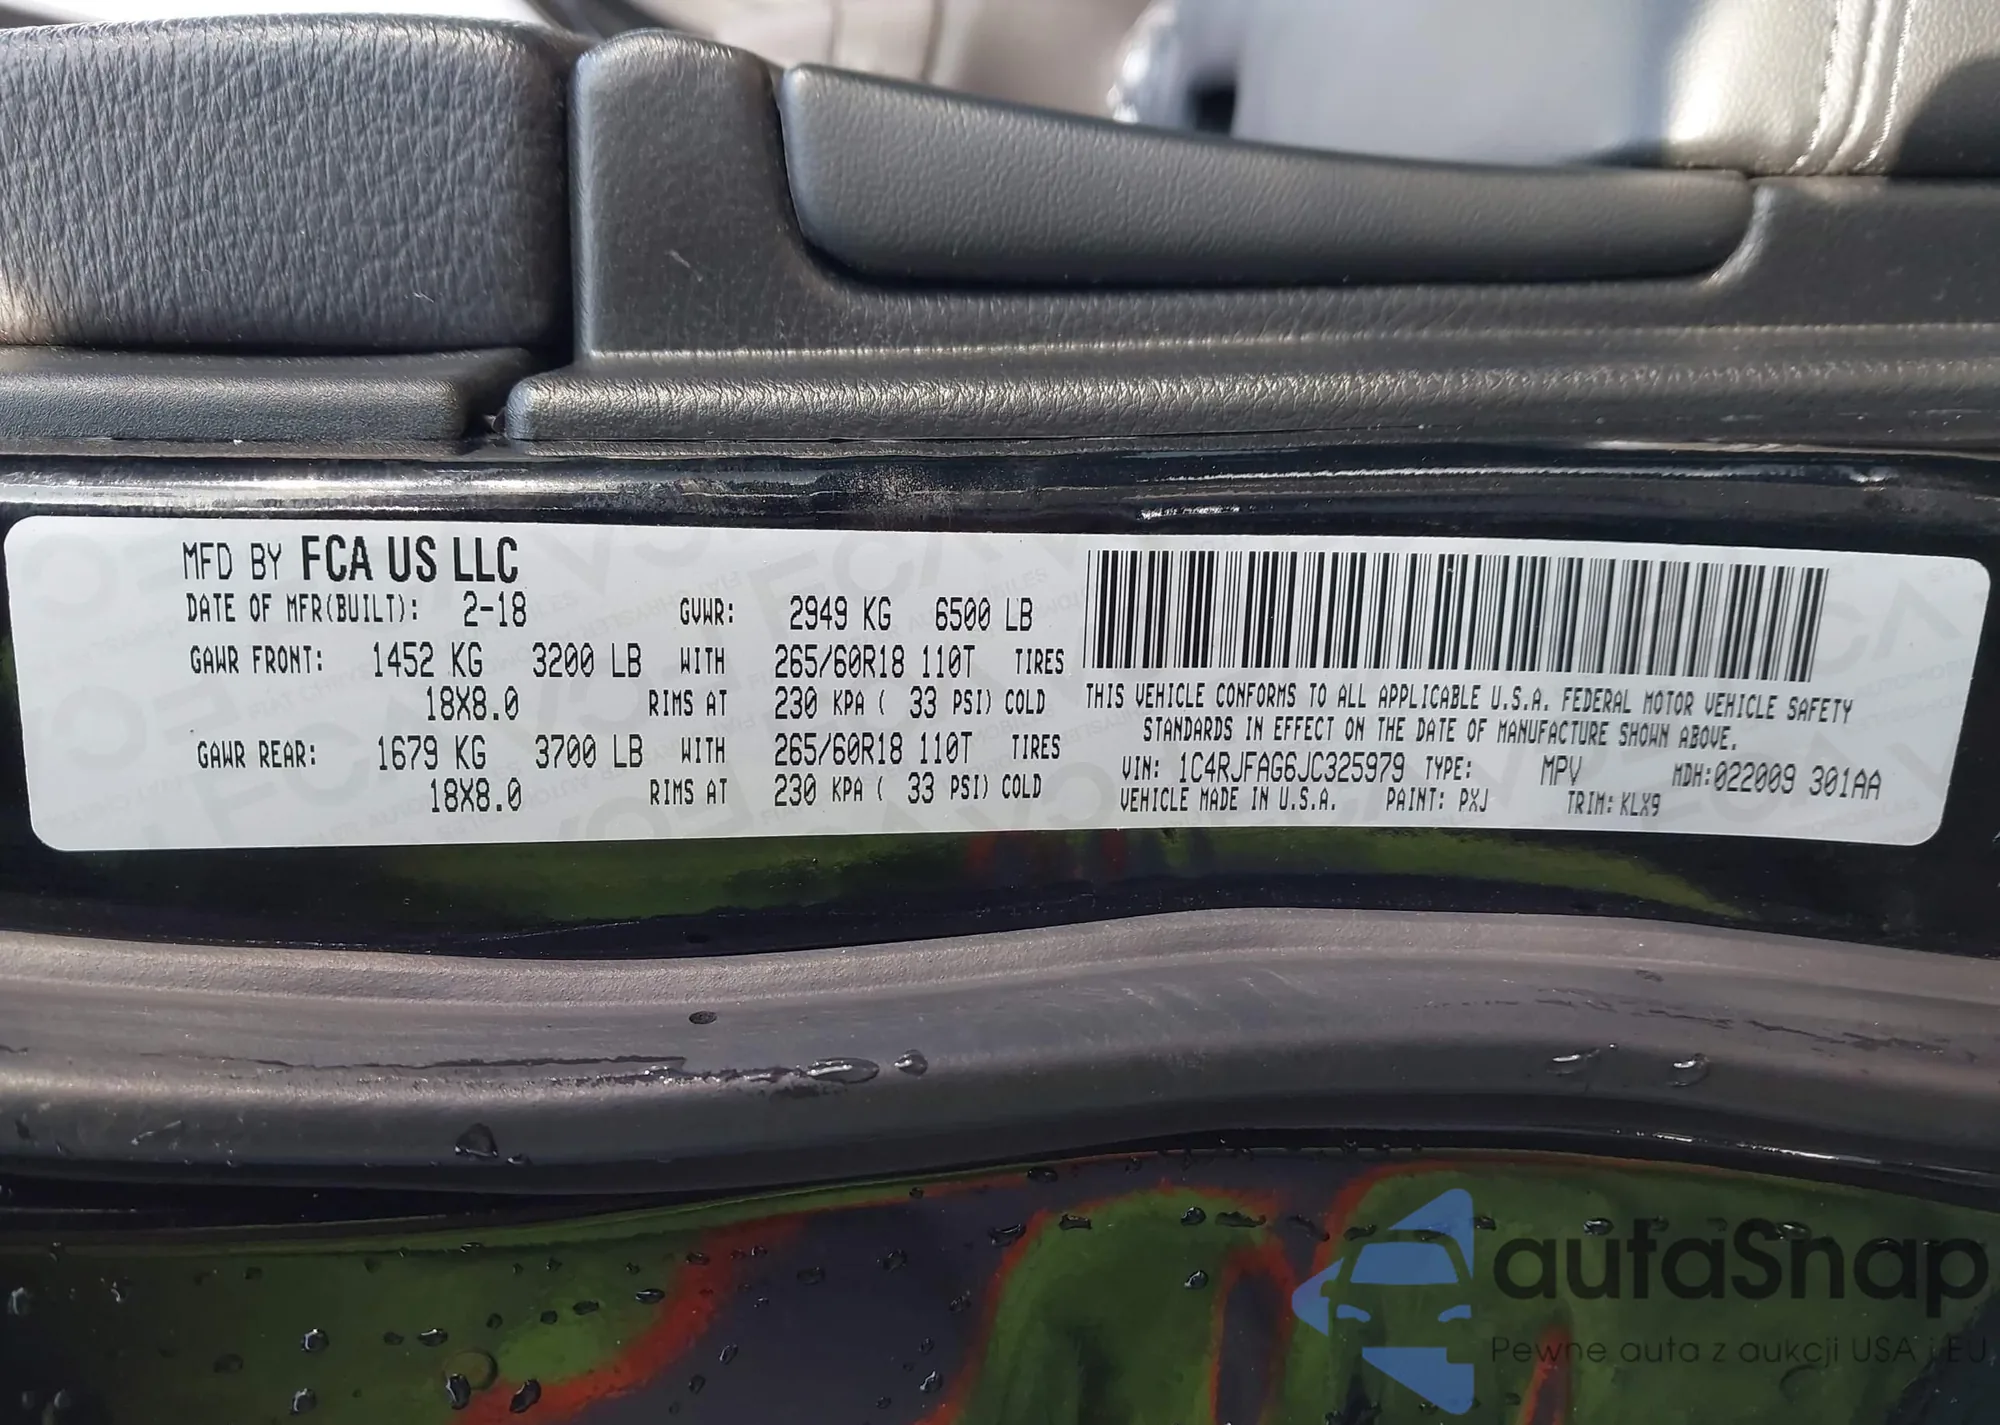 MFD BY FCA US LLC
DATE OF MFR(BUILT): 2-18 GVWR: 2949 KG 6500 LB
GAWR FRONT: 1452 KG 3200 LB WITH 265/60R18 110T TIRES
18X8.0 RIMS AT 230 KPA ( 33 PSI) COLD
GAWR REAR: 1679 KG 3700 LB WITH 265/60R18 110T TIRES
18X8.0 RIMS AT 230 KPA ( 33 PSI) COLD
THIS VEHICLE CONFORMS TO ALL APPLICABLE U.S.A. FEDERAL MOTOR VEHICLE SAFETY
STANDARDS IN EFFECT ON THE DATE OF MANUFACTURE SHOWN ABOVE.
VIN: 1C4RJFAG6JC325979 TYPE: MPV MDH:022009 301AA
VEHICLE MADE IN U.S.A. PAINT: PXJ TRIM: KLX9
autaSnap
Pewne auta z aukcji USA i EU